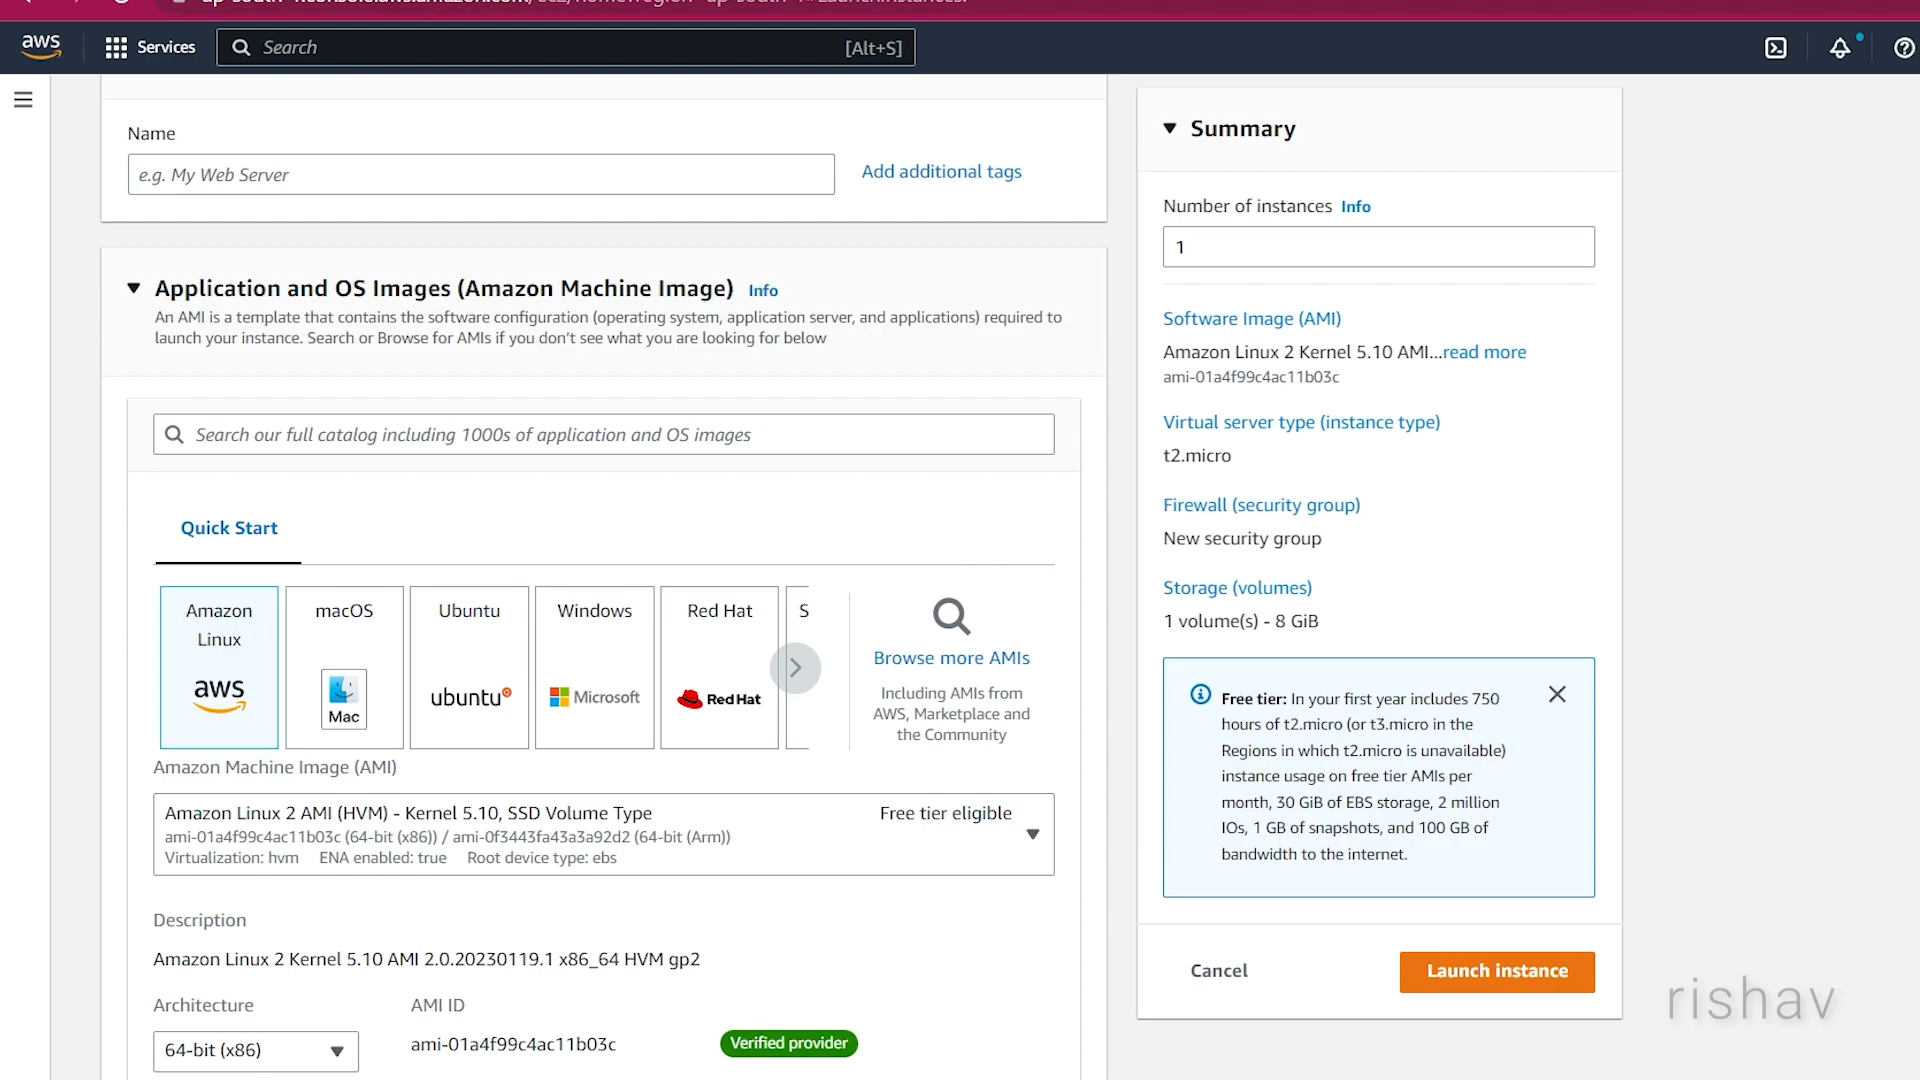 aws
Services
Search
[Alt+S]
Name
e.g. My Web Server
Add additional tags
Application and OS Images (Amazon Machine Image) Info
An AMI is a template that contains the software configuration (operating system, application server, and applications) required to
launch your instance. Search or Browse for AMIs if you don't see what you are looking for below
Search our full catalog including 1000s of application and OS images
Quick Start
Amazon
Linux
aws
macOS
Mac
Ubuntu
ubuntu
Windows
Microsoft
Red Hat
Red Hat
S
Browse more AMIs
Including AMIs from
AWS, Marketplace and
the Community
Amazon Machine Image (AMI)
Amazon Linux 2 AMI (HVM) - Kernel 5.10, SSD Volume Type
Free tier eligible
ami-01a4f99c4ac11b03c (64-bit (x86)) / ami-0f3443fa43a3a92d2 (64-bit (Arm))
Virtualization: hvm ENA enabled: true Root device type: ebs
Description
Amazon Linux 2 Kernel 5.10 AMI 2.0.20230119.1 x86_64 HVM gp2
Architecture
AMI ID
64-bit (x86)
ami-01a4f99c4ac11b03c
Verified provider
Summary
Number of instances Info
1
Software Image (AMI)
Amazon Linux 2 Kernel 5.10 AMI...read more
ami-01a4f99c4ac11b03c
Virtual server type (instance type)
t2.micro
Firewall (security group)
New security group
Storage (volumes)
1 volume(s) - 8 GiB
Free tier: In your first year includes 750
hours of t2.micro (or t3.micro in the
Regions in which t2.micro is unavailable)
instance usage on free tier AMIs per
month, 30 GiB of EBS storage, 2 million
IOs, 1 GB of snapshots, and 100 GB of
bandwidth to the internet.
Cancel
Launch instance
rishav